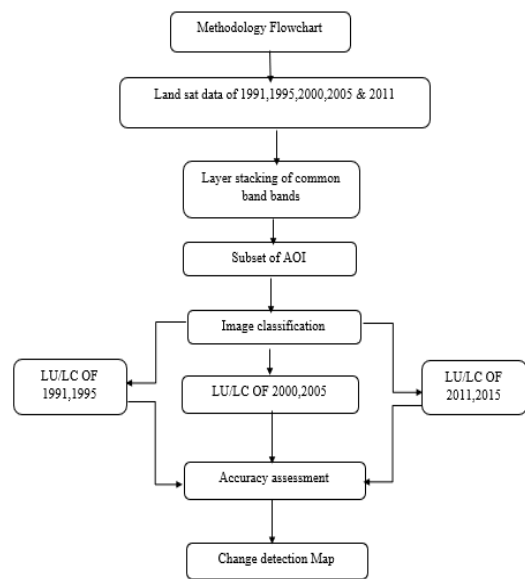 Methodology Flowchart
Land sat data of 1991,1995,2000,2005 & 2011
Layer stacking of common
band bands
Subset of AOI
Image classification
LU/LC OF
1991,1995
LU/LC OF 2000,2005
LU/LC OF
2011,2015
Accuracy assessment
Change detection Map